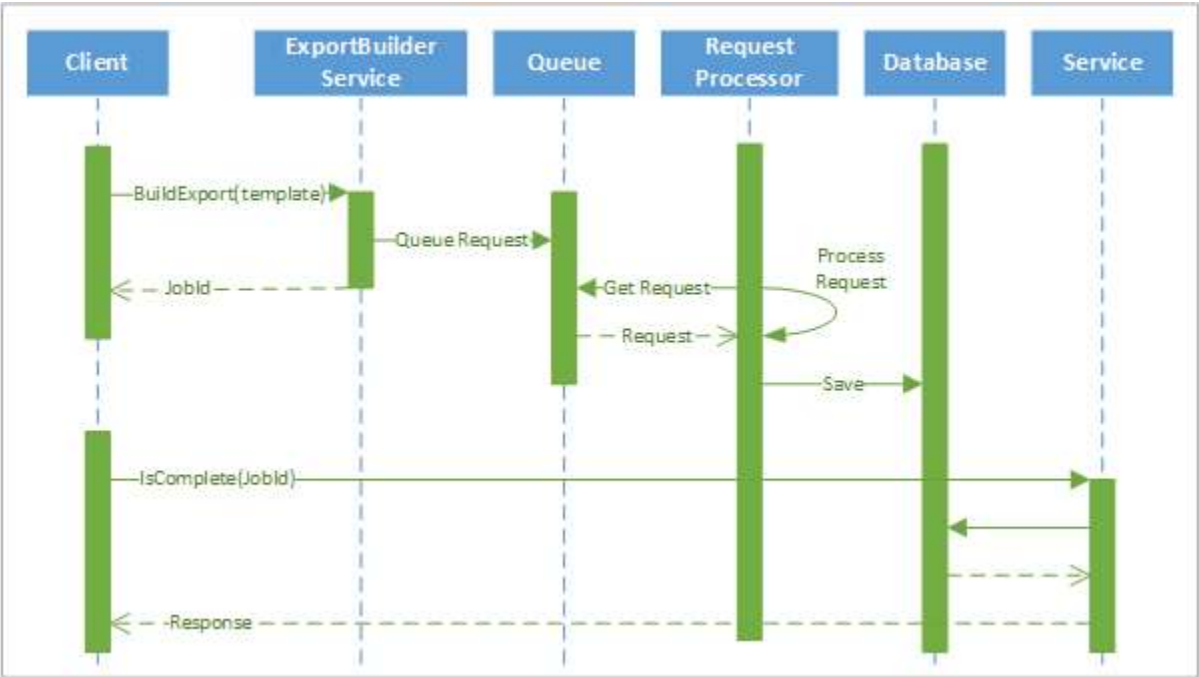 Client
ExportBuilder
Service
Queue
Request
Processor
Database
Service
BuildExport(template)
Queue Request
Process
Request
JobId
Get Request
Request
Save
IsComplete(JobId)
Response